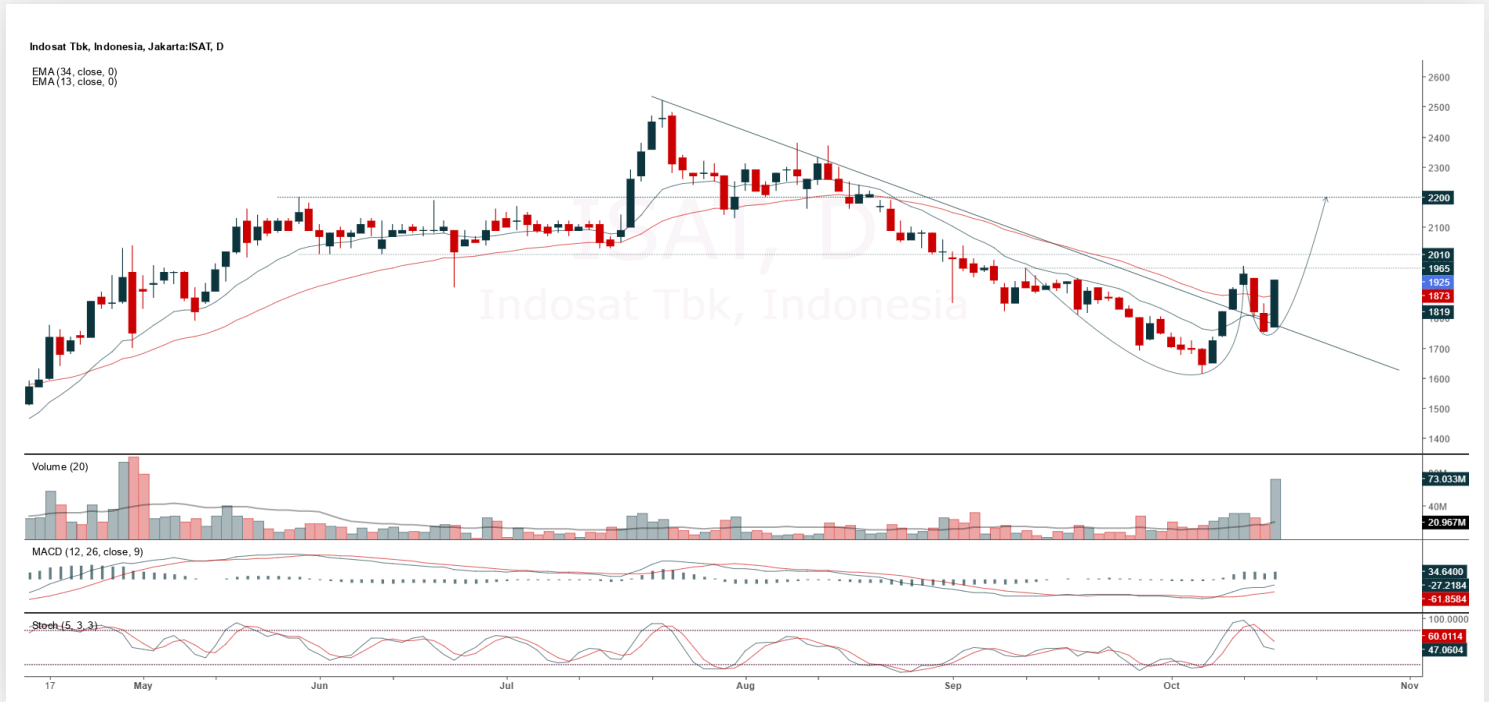 Indosat Tbk, Indonesia, Jakarta:ISAT, D
EMA (34, close, 0)
EMA (13, close, 0)
ISAT, D
Indosat Tbk, Indonesia
2600
2500
2400
2300
2200
2100
2010
1965
1925
1873
1819
1700
1600
1500
1400
Volume (20)
73.033M
40M
20.967M
MACD (12, 26, close, 9)
34.6400
-27.2184
-61.8584
Stoch (5, 3, 3)
100.0000
60.0114
47.0604
17 May Jun Jul Aug Sep Oct Nov